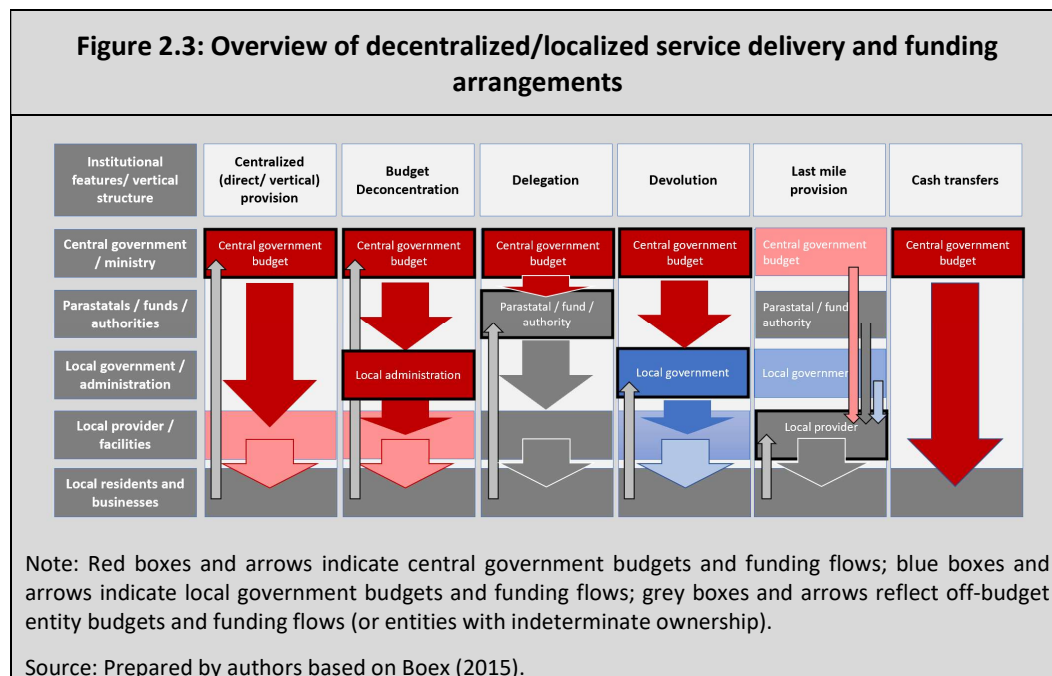 Figure 2.3: Overview of decentralized/localized service delivery and funding
arrangements
Institutional
features/ vertical
structure
Centralized
(direct/ vertical)
provision
Budget
Deconcentration
Delegation
Devolution
Last mile
provision
Cash transfers
Central government
/ ministry
Central government
budget
Central government
budget
Central government
budget
Central government
budget
Central government
budget
Central government
budget
Parastatals / funds /
authorities
Parastatal / fund /
authority
Parastatal / fund
authority
Local government /
administration
Local administration
Local government
Local governmen
Local provider /
facilities
Local provider
Local residents and
businesses
Note: Red boxes and arrows indicate central government budgets and funding flows; blue boxes and
arrows indicate local government budgets and funding flows; grey boxes and arrows reflect off-budget
entity budgets and funding flows (or entities with indeterminate ownership).
Source: Prepared by authors based on Boex (2015).